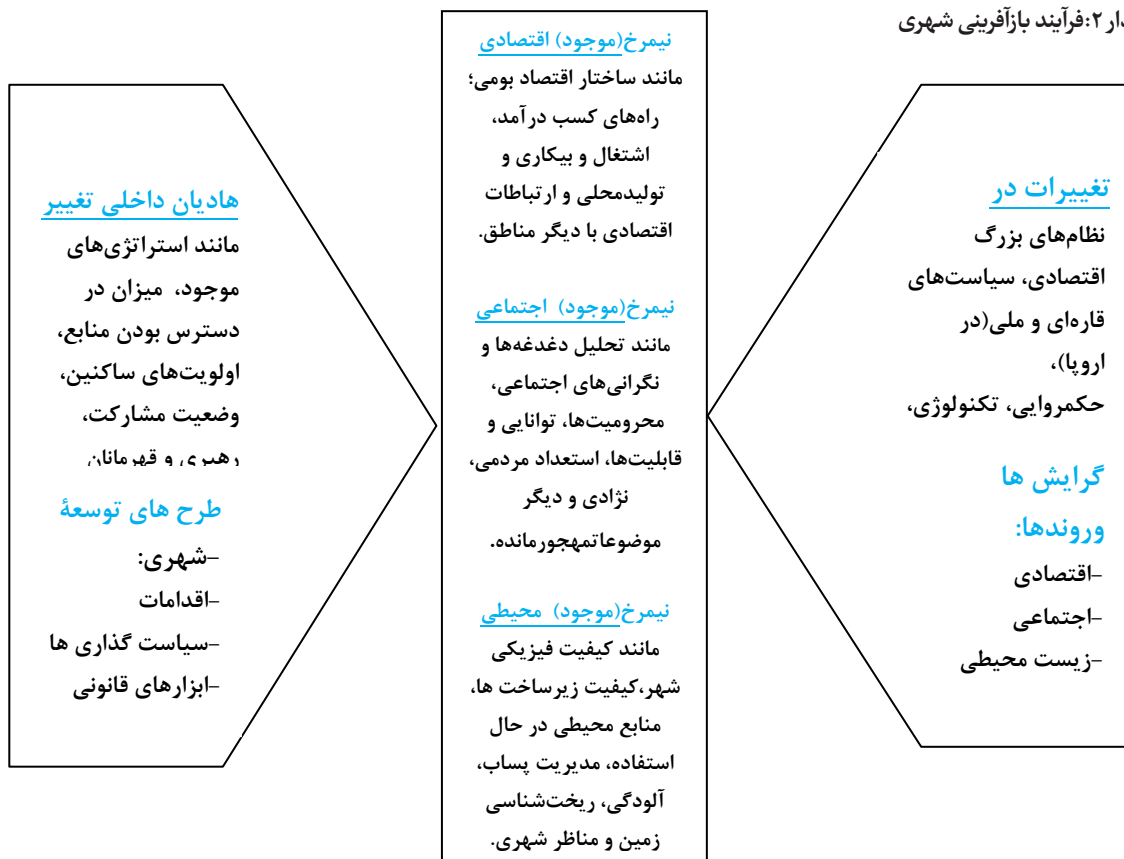 دار ۲:فرآیند بازآفرینی شهری
تغییرات در
نظام‌های بزرگ
اقتصادی، سیاست‌های
قاره‌ای و ملی(در
اروپا)،
حکمروایی، تکنولوژی،
گرایش ها
وروندها:
-اقتصادی
-اجتماعی
-زیست محیطی
نیمرخ(موجود) اقتصادی
مانند ساختار اقتصاد بومی؛
راه‌های کسب درآمد،
اشتغال و بیکاری و
تولیدمحلی و ارتباطات
اقتصادی با دیگر مناطق.
نیمرخ(موجود) اجتماعی
مانند تحلیل دغدغه‌ها و
نگرانی‌های اجتماعی،
محرومیت‌ها، توانایی و
قابلیت‌ها، استعداد مردمی،
نژادی و دیگر
موضوعاتمهجورمانده.
نیمرخ(موجود) محیطی
مانند کیفیت فیزیکی
شهر،کیفیت زیرساخت ها،
منابع محیطی در حال
استفاده، مدیریت پساب،
آلودگی، ریخت‌شناسی
زمین و مناظر شهری.
هادیان داخلی تغییر
مانند استراتژی‌های
موجود، میزان در
دسترس بودن منابع،
اولویت‌های ساکنین،
وضعیت مشارکت،
رهبری و قهرمانان
طرح های توسعۀ
-شهری:
-اقدامات
-سیاست گذاری ها
-ابزارهای قانونی